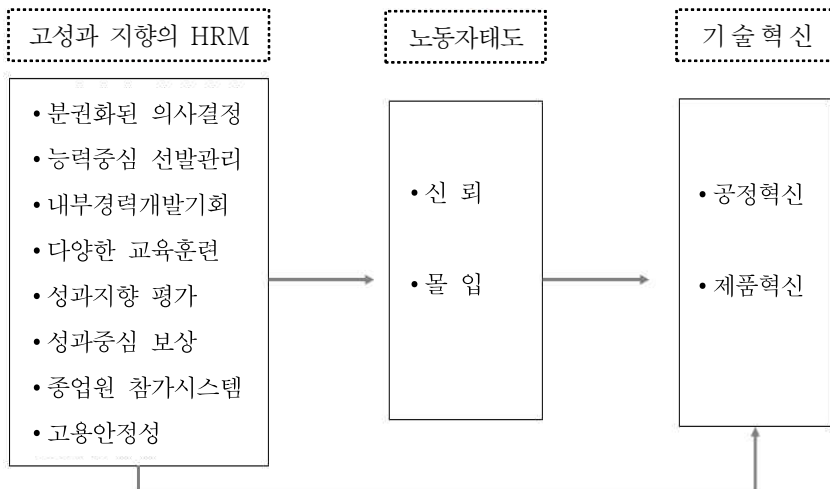 고성과 지향의 HRM
• 분권화된 의사결정
• 능력중심 선발관리
• 내부경력개발기회
• 다양한 교육훈련
• 성과지향 평가
• 성과중심 보상
• 종업원 참가시스템
• 고용안정성
노동자태도
• 신 뢰
• 몰 입
기 술 혁 신
• 공정혁신
• 제품혁신